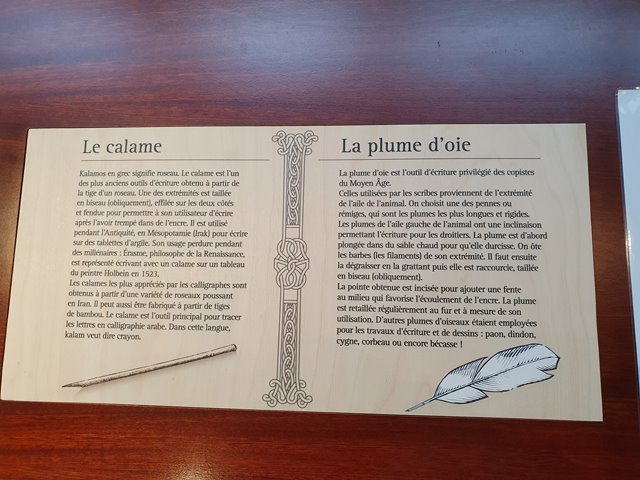 Le calame
Kalamos en grec signifie roseau. Le calame est l'un
des plus anciens outils d'écriture obtenu à partir de
la tige d'un roseau. Une des extrémités est taillée
en biseau (obliquement), effilée sur les deux côtés
et fendue pour permettre à son utilisateur d'écrire
après l'avoir trempé dans de l'encre. Il est utilisé
pendant l'Antiquité, en Mésopotamie (Irak) pour écrire
sur des tablettes d'argile. Son usage perdure pendant
des millénaires : Érasme, philosophe de la Renaissance,
est représenté écrivant avec un calame sur un tableau
du peintre Holbein en 1523.
Les calames les plus appréciés par les calligraphes sont
obtenus à partir d'une variété de roseaux poussant
en Iran. Il peut aussi être fabriqué à partir de tiges
de bambou. Le calame est l'outil principal pour tracer
les lettres en calligraphie arabe. Dans cette langue,
kalam veut dire crayon.
La plume d'oie
La plume d'oie est l'outil d'écriture privilégié des copistes
du Moyen Âge.
Celles utilisées par les scribes proviennent de l'extrémité
de l'aile de l'animal. On choisit une des pennes ou
rémiges, qui sont les plumes les plus longues et rigides.
Les plumes de l'aile gauche de l'animal ont une inclinaison
permettant l'écriture pour les droitiers. La plume est d'abord
plongée dans du sable chaud pour qu'elle durcisse. On ôte
les barbes (les filaments) de son extrémité. Il faut ensuite
la dégraisser en la grattant puis elle est raccourcie, taillée
en biseau (obliquement).
La pointe obtenue est incisée pour ajouter une fente
au milieu qui favorise l'écoulement de l'encre. La plume
est retaillée régulièrement au fur et à mesure de son
utilisation. D'autres plumes d'oiseaux étaient employées
pour les travaux d'écriture et de dessins : paon, dindon,
cygne, corbeau ou encore bécasse !